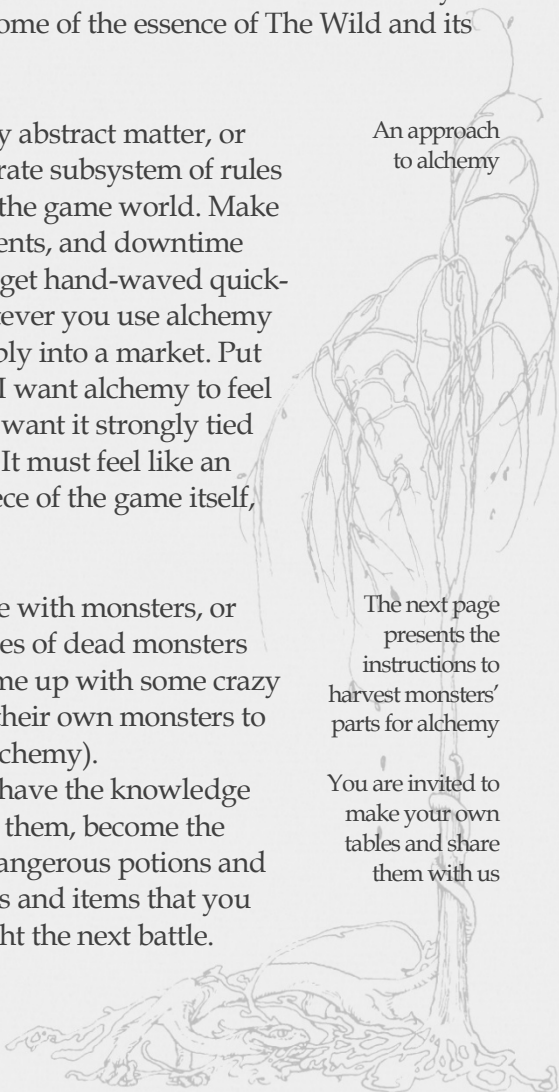 ome of the essence of The Wild and its
y abstract matter, or
rate subsystem of rules
the game world. Make
ents, and downtime
get hand-waved quick-
tever you use alchemy
bly into a market. Put
I want alchemy to feel
want it strongly tied
It must feel like an
ece of the game itself,
An approach
to alchemy
e with monsters, or
es of dead monsters
me up with some crazy
their own monsters to
lchemy).
have the knowledge
them, become the
angerous potions and
s and items that you
ht the next battle.
The next page
presents the
instructions to
harvest monsters’
parts for alchemy
You are invited to
make your own
tables and share
them with us